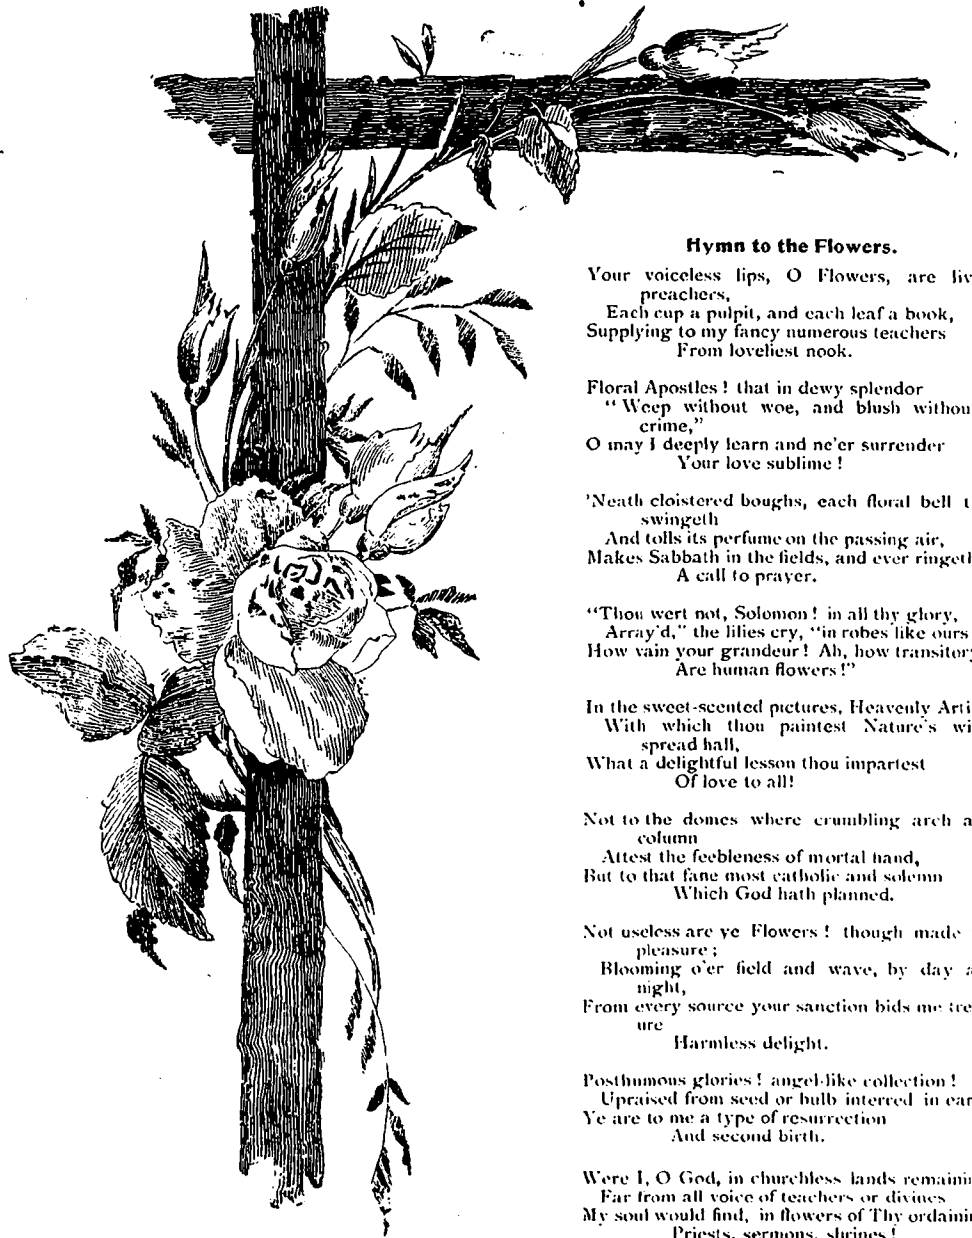 Hymn to the Flowers.
Your voiceless lips, O Flowers, are liv
preachers,
Each cup a pulpit, and each leaf a book,
Supplying to my fancy numerous teachers
From loveliest nook.
Floral Apostles! that in dewy splendor
"Weep without woe, and blush withou
crime,"
O may I deeply learn and ne'er surrender
Your love sublime!
'Neath cloistered boughs, each floral bell t
swingeth
And tolls its perfume on the passing air,
Makes Sabbath in the fields, and ever ringeth
A call to prayer.
"Thou wert not, Solomon! in all thy glory,
Array'd," the lilies cry, "in robes like ours
How vain your grandeur! Ah, how transitory
Are human flowers!"
In the sweet-scented pictures, Heavenly Arti
With which thou paintest Nature's wi
spread hall,
What a delightful lesson thou impartest
Of love to all!
Not to the domes where crumbling arch a
column
Attest the feebleness of mortal hand,
But to that fane most catholic and solemn
Which God hath planned.
Not useless are ye Flowers! though made
pleasure;
Blooming o'er field and wave, by day a
night,
From every source your sanction bids me tre
ure
Harmless delight.
Posthumous glories! angel-like collection!
Upraised from seed or bulb interred in ear
Ye are to me a type of resurrection
And second birth.
Were I, O God, in churchless lands remaini
Far from all voice of teachers or divines
My soul would find, in flowers of Thy ordaini
Priests, sermons, shrines!